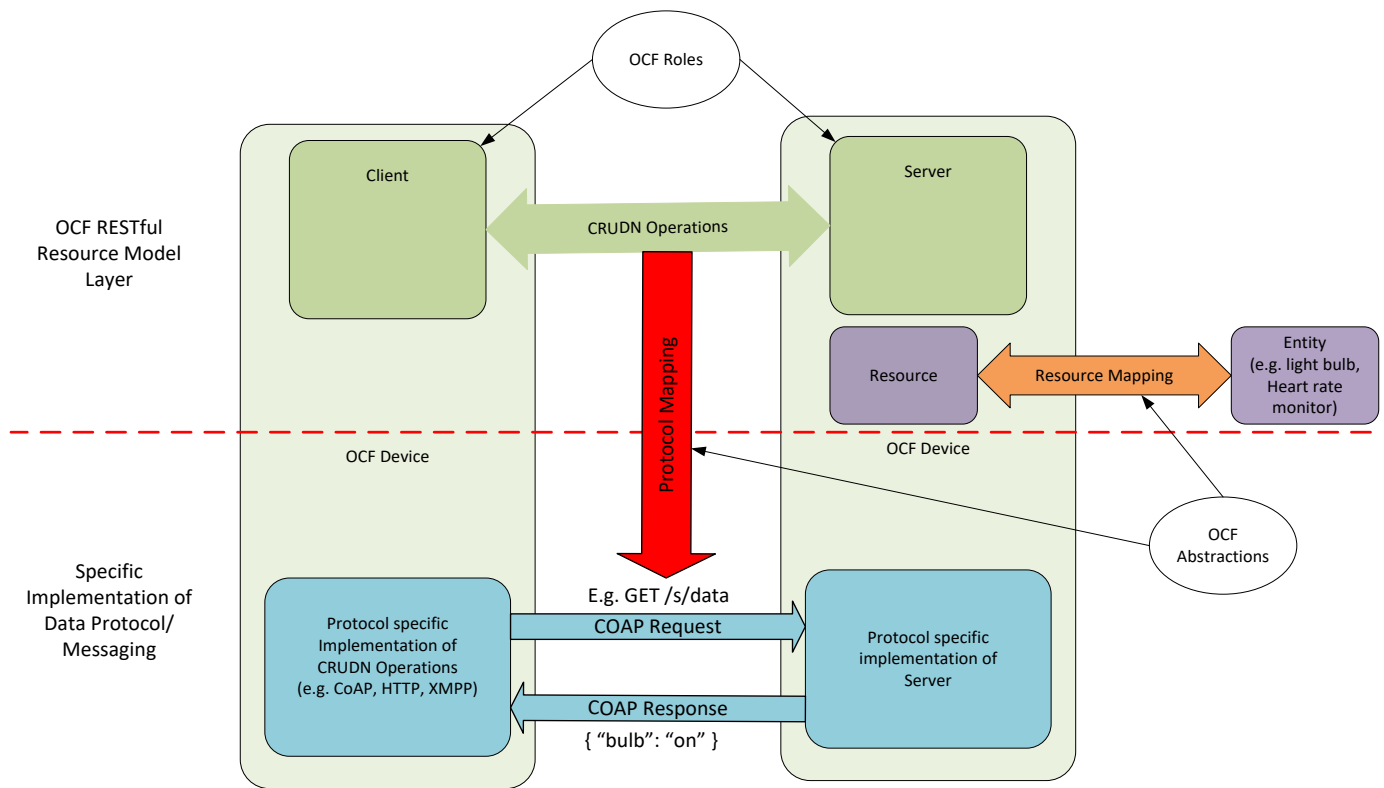 OCF Roles
Client
Server
CRUDN Operations
OCF RESTful
Resource Model
Layer
Protocol Mapping
Resource
Resource Mapping
Entity
(e.g. light bulb,
Heart rate
monitor)
OCF Device
OCF Device
OCF
Abstractions
Specific
Implementation of
Data Protocol/
Messaging
E.g. GET /s/data
COAP Request
Protocol specific
Implementation of
CRUDN Operations
(e.g. CoAP, HTTP, XMPP)
Protocol specific
implementation of
Server
COAP Response
{ “bulb”: “on” }